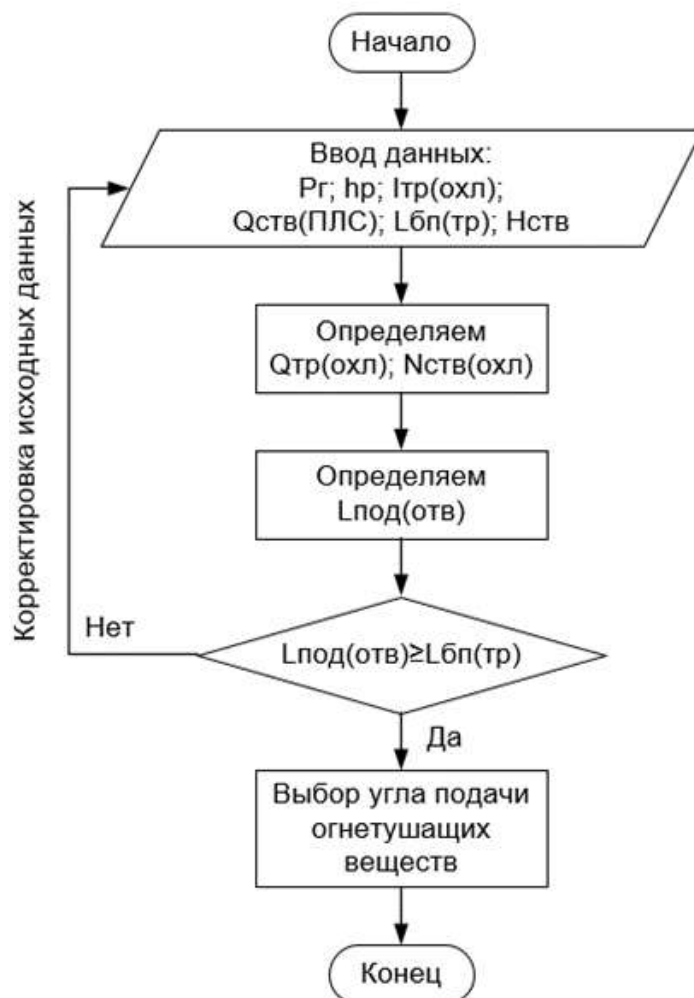 Начало
Ввод данных:
Рг; hр; Iтр(охл);
Qств(ПЛС); Lбп(тр); Нств
Корректировка исходных данных
Определяем
Qтр(охл); Nств(охл)
Определяем
Lпод(отв)
Нет
Lпод(отв)≥Lбп(тр)
Да
Выбор угла подачи
огнетушащих
веществ
Конец